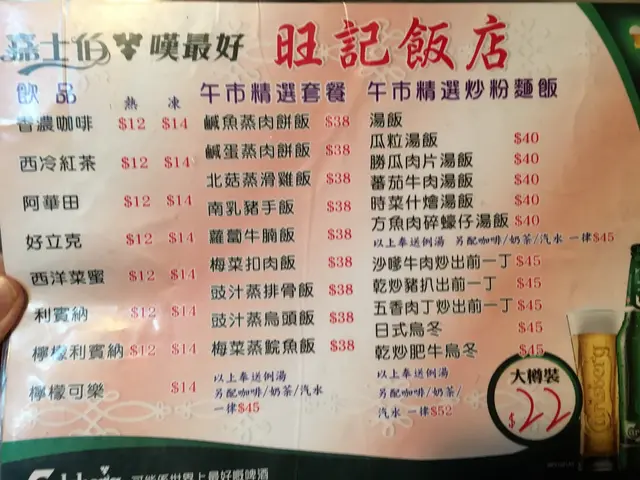 嘉士伯 嘆最好
旺記飯店
飲品
熱 凍
香濃咖啡 $12 $14
西冷紅茶 $12 $14
阿華田 $12 $14
好立克 $12 $14
西洋菜蜜 $12 $14
利賓納 $12 $14
檸檬利賓納 $12 $14
檸檬可樂 $14
午市精選套餐
鹹魚蒸肉餅飯 $38
鹹蛋蒸肉餅飯 $38
北菇蒸滑雞飯 $38
南乳豬手飯 $38
蘿蔔牛腩飯 $38
梅菜扣肉飯 $38
豉汁蒸排骨飯 $38
豉汁蒸烏頭飯 $38
梅菜蒸鯇魚飯 $38
以上奉送例湯
另配咖啡/奶茶/汽水
一律$45
午市精選炒粉麵飯
湯飯
瓜粒湯飯 $40
勝瓜肉片湯飯 $40
蕃茄牛肉湯飯 $40
時菜什燴湯飯 $40
方魚肉碎蠔仔湯飯 $40
以上奉送例湯 另配咖啡/奶茶/汽水 一律$45
沙嗲牛肉炒出前一丁 $45
乾炒豬扒出前一丁 $45
五香肉丁炒出前一丁 $45
日式烏冬 $45
乾炒肥牛烏冬 $45
以上奉送例湯
另配咖啡/奶茶/
汽水 一律$52
大樽裝
$22
Carlsberg
可能係世界上最好嘅啤酒